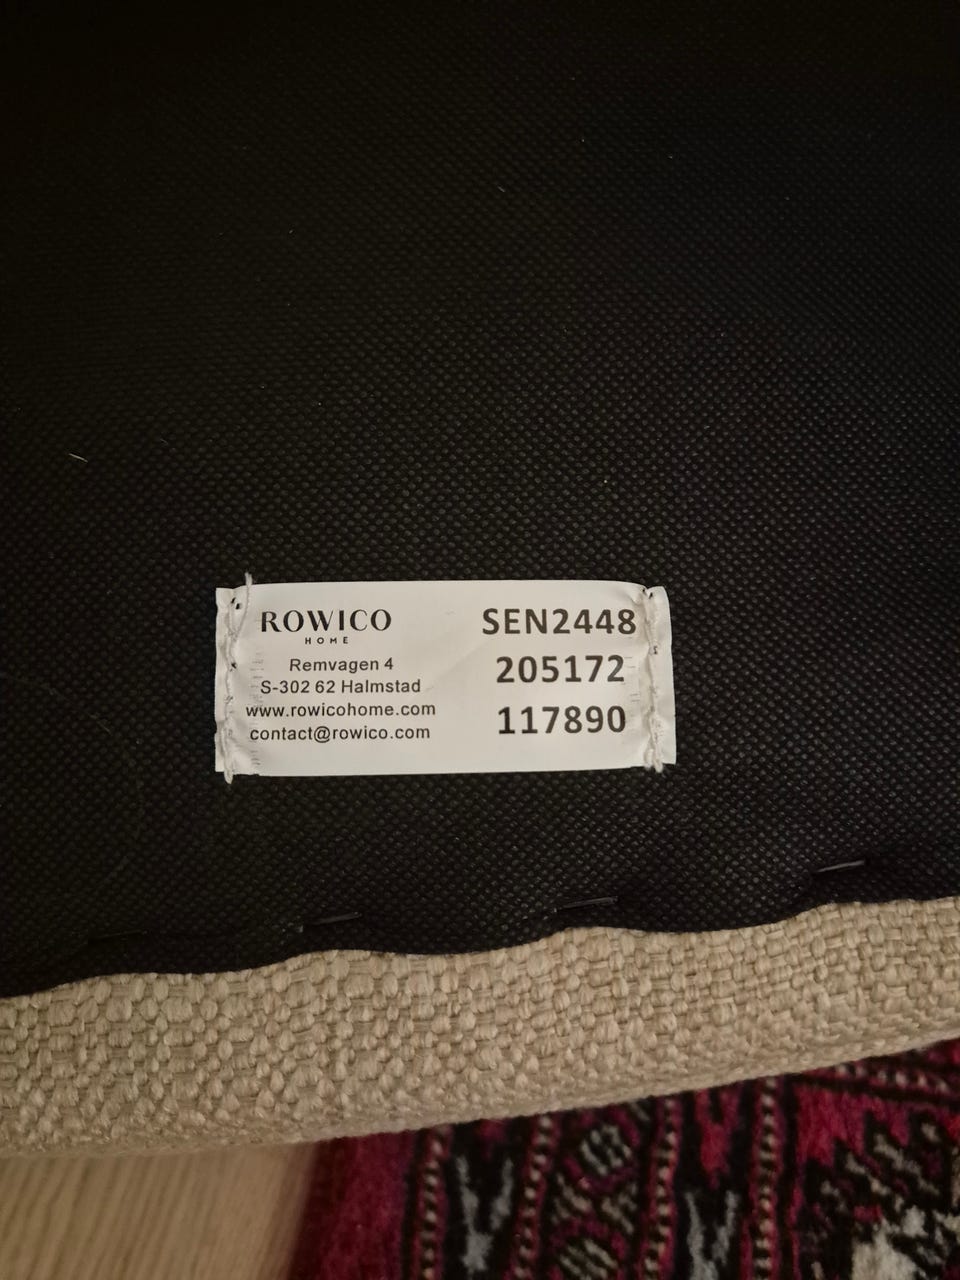 ROWICO
HOME
Remvagen 4
S-302 62 Halmstad
www.rowicohome.com
contact@rowico.com
SEN2448
205172
117890